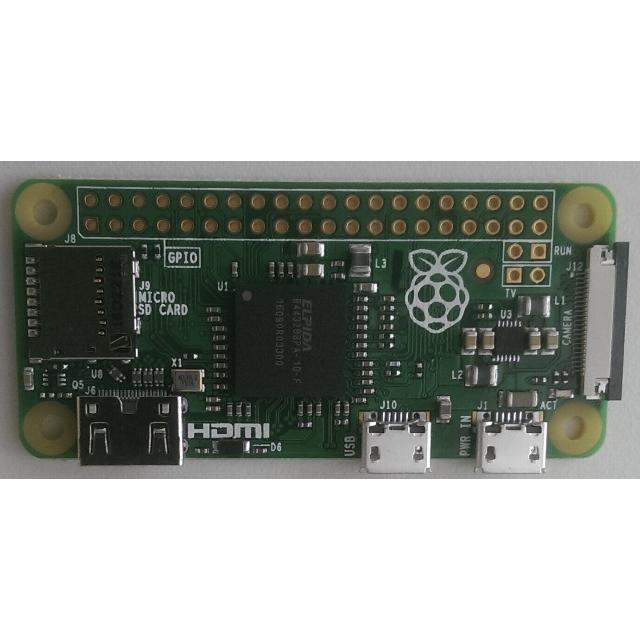 J8
GPIO
J9
MICRO
SD CARD
U1
ELPIDA
L3
RUN
TV
U3
L1
J12
CAMERA
L2
X1
U8
Q5
J6
HDMI
D6
USB
J10
PWR IN
J1
ACT